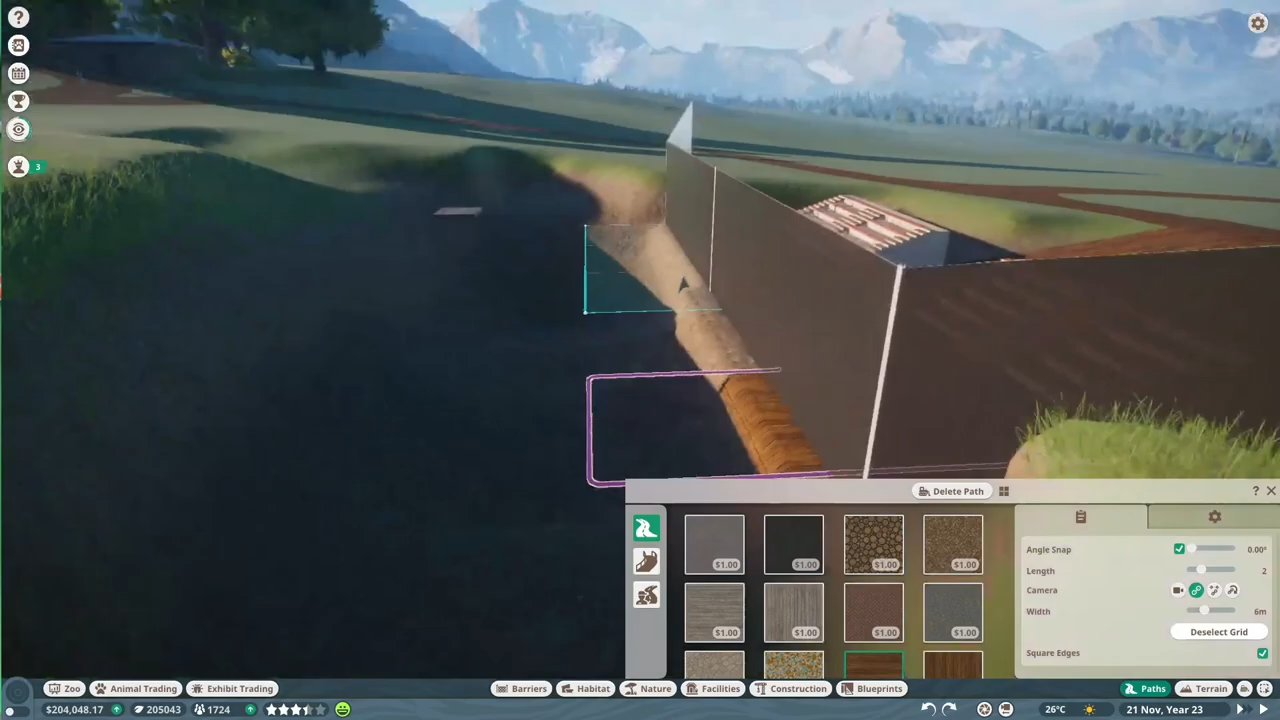 ?
3
Delete Path
?
$1.00 $1.00 $1.00 $1.00
Angle Snap 0.00°
Length 2
Camera
Width 6m
$1.00 $1.00 $1.00 $1.00
Deselect Grid
Square Edges
Zoo Animal Trading Exhibit Trading Barriers Habitat Nature Facilities Construction Blueprints Paths Terrain
$204,048.17 205043 1724 26°C 21 Nov, Year 23